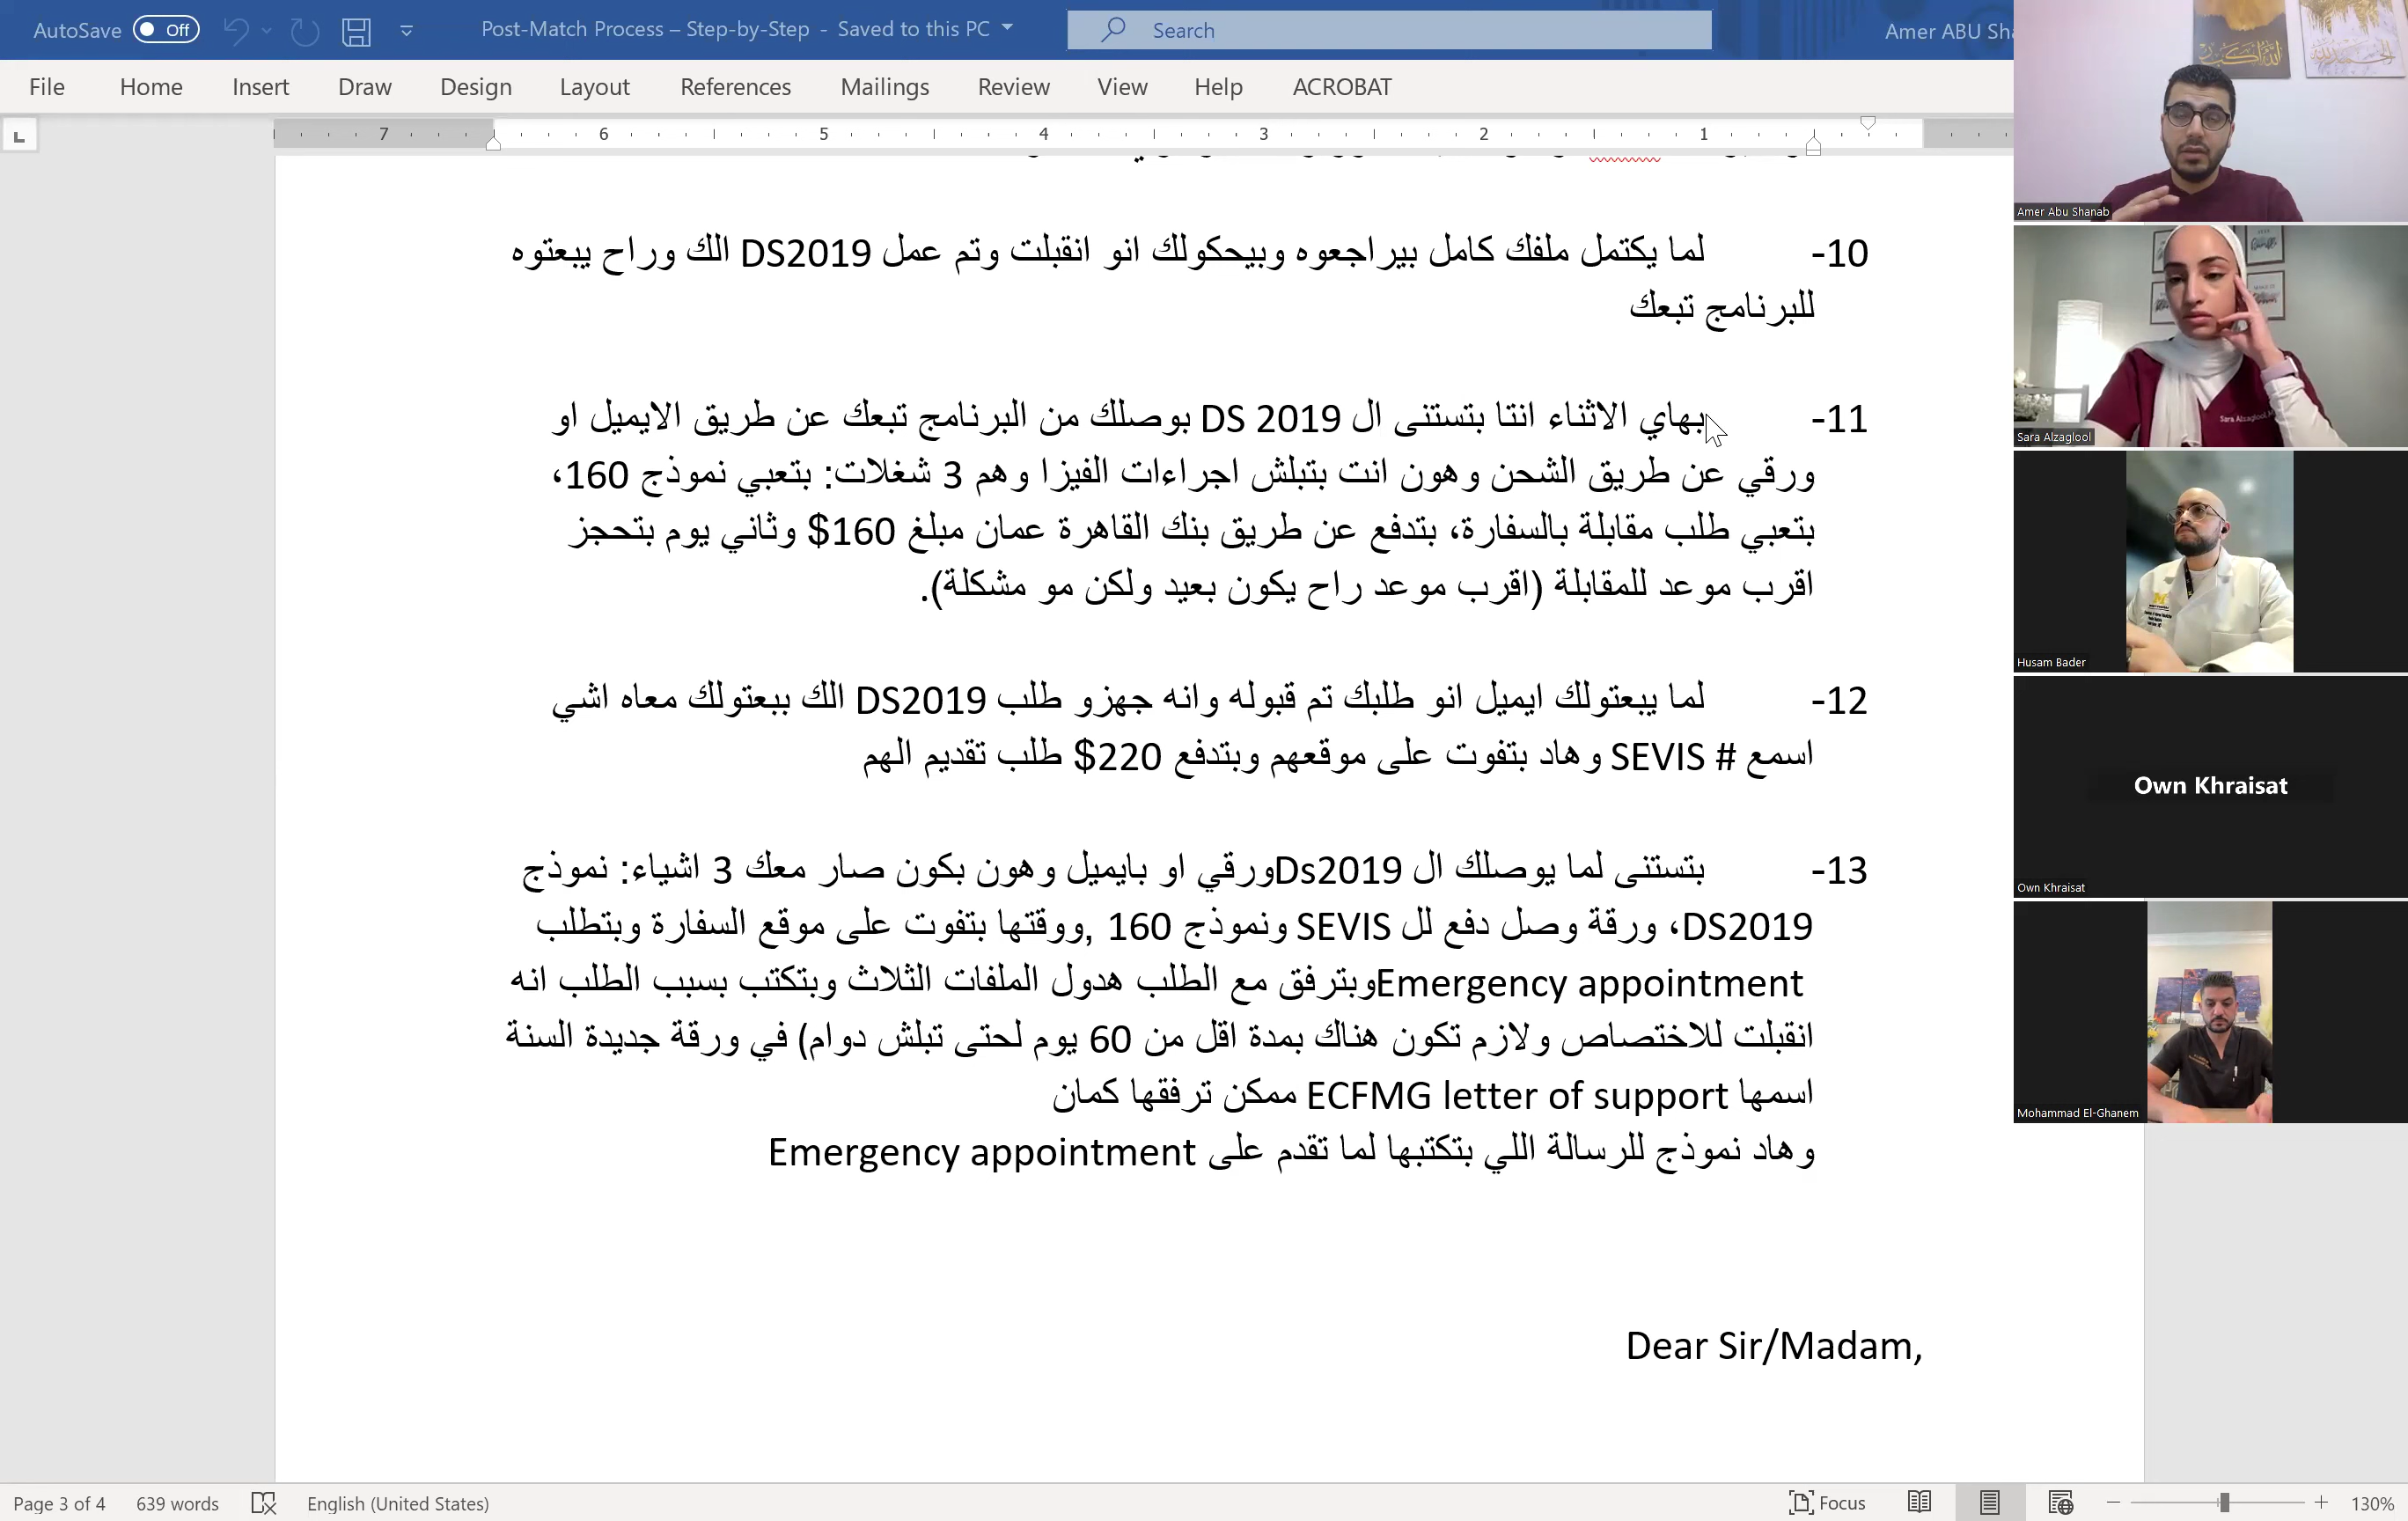 AutoSave Off Post-Match Process – Step-by-Step - Saved to this PC Search Amer ABU Sha
File Home Insert Draw Design Layout References Mailings Review View Help ACROBAT
7 6 5 4 3 2 1
10- لما يكتمل ملفك كامل بيراجعوه وبيحكولك انو انقبلت وتم عمل DS2019 الك وراح يبعتوه
للبرنامج تبعك
11- بهاي الاثناء انتا بتستنى ال DS 2019 بوصلك من البرنامج تبعك عن طريق الايميل او
ورقي عن طريق الشحن وهون انت بتبلش اجراءات الفيزا وهم 3 شغلات: بتعبي نموذج 160،
بتعبي طلب مقابلة بالسفارة، بتدفع عن طريق بنك القاهرة عمان مبلغ 160$ وثاني يوم بتحجز
اقرب موعد للمقابلة (اقرب موعد راح يكون بعيد ولكن مو مشكلة).
12- لما يبعتولك ايميل انو طلبك تم قبوله وانه جهزو طلب DS2019 الك ببعتولك معاه اشي
اسمع # SEVIS وهاد بتفوت على موقعهم وبتدفع 220$ طلب تقديم الهم
13- بتستنى لما يوصلك ال Ds2019ورقي او بايميل وهون بكون صار معك 3 اشياء: نموذج
DS2019، ورقة وصل دفع لل SEVIS ونموذج 160 ,ووقتها بتفوت على موقع السفارة وبتطلب
Emergency appointmentوبترفق مع الطلب هدول الملفات الثلاث وبتكتب بسبب الطلب انه
انقبلت للاختصاص ولازم تكون هناك بمدة اقل من 60 يوم لحتى تبلش دوام) في ورقة جديدة السنة
اسمها ECFMG letter of support ممكن ترفقها كمان
وهاد نموذج للرسالة اللي بتكتبها لما تقدم على Emergency appointment
Dear Sir/Madam,
Amer Abu Shanab
Sara Alzaglool
Husam Bader
Own Khraisat
Own Khraisat
Mohammad El-Ghanem
Page 3 of 4 639 words English (United States) Focus 130%